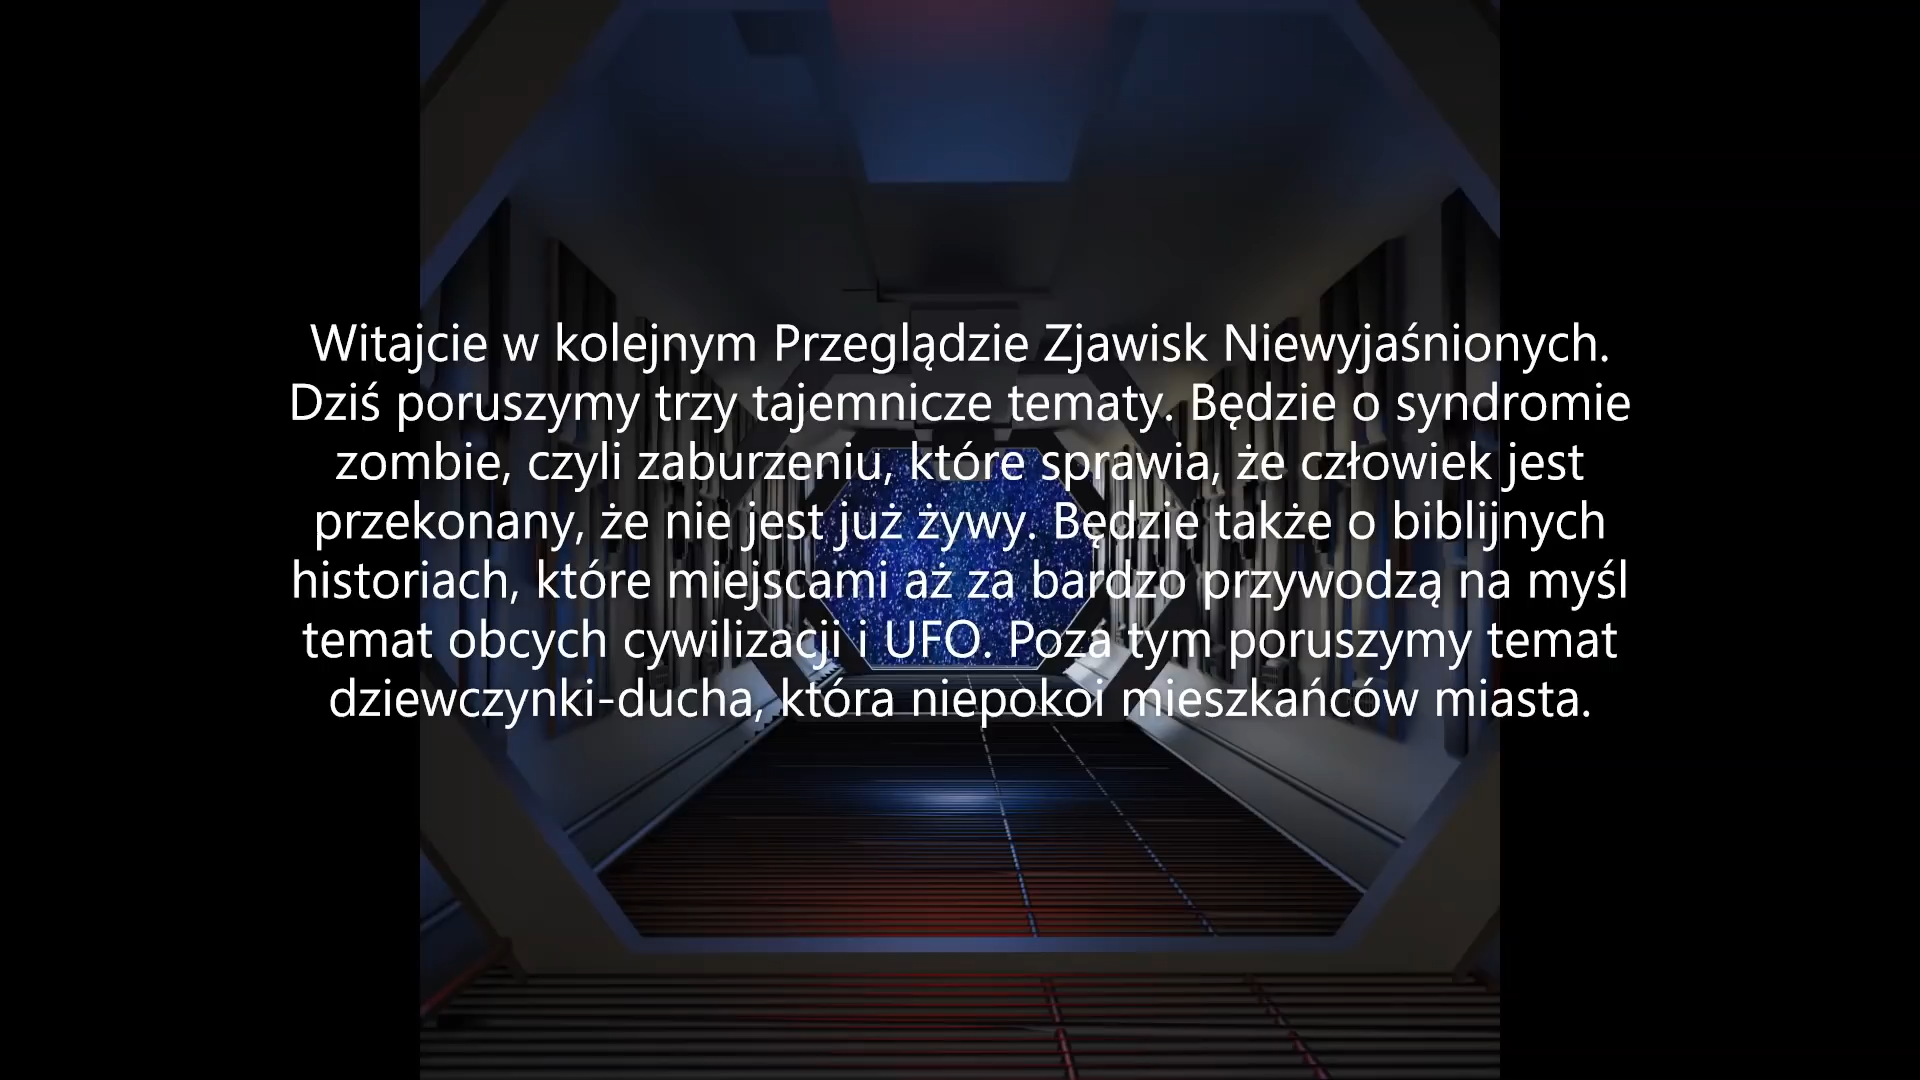 Witajcie w kolejnym Przeglądzie Zjawisk Niewyjaśnionych.
Dziś poruszymy trzy tajemnicze tematy. Będzie o syndromie
zombie, czyli zaburzeniu, które sprawia, że człowiek jest
przekonany, że nie jest już żywy. Będzie także o biblijnych
historiach, które miejscami aż za bardzo przywodzą na myśl
temat obcych cywilizacji i UFO. Poza tym poruszymy temat
dziewczynki-ducha, która niepokoi mieszkańców miasta.